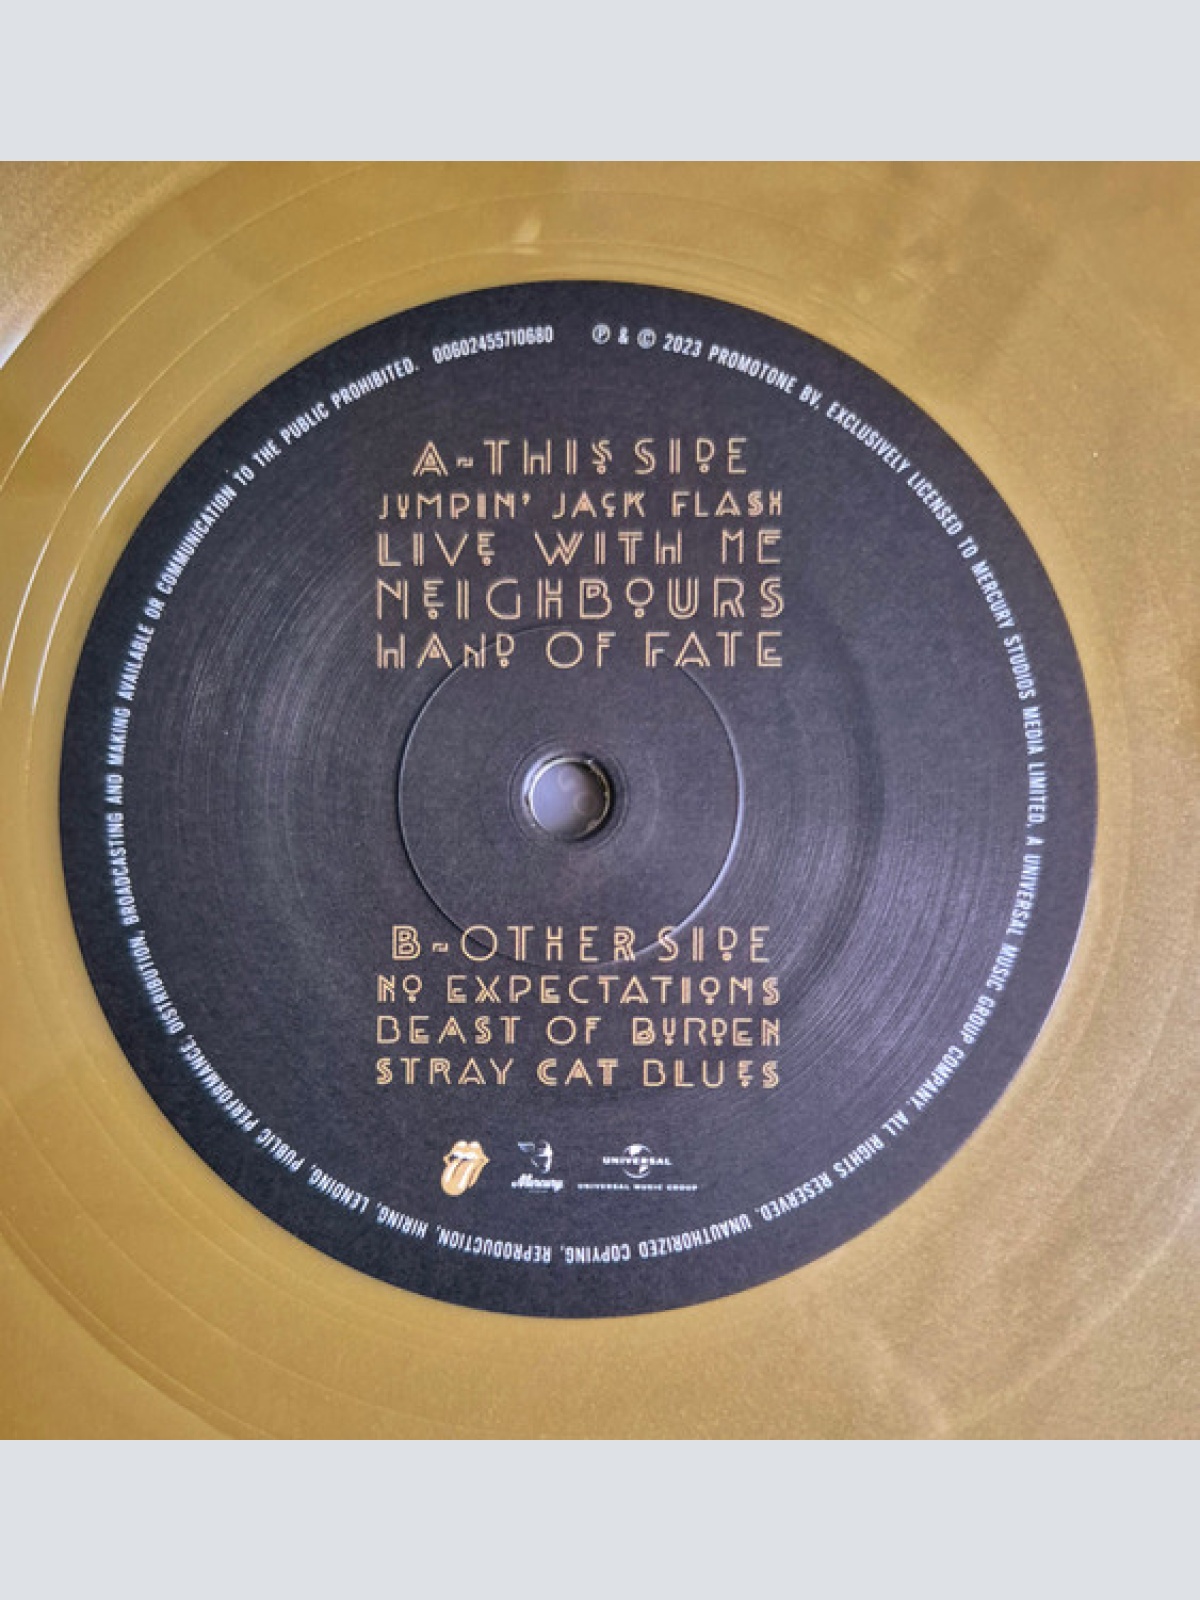 ℗ & © 2023 PROMOTONE BV, EXCLUSIVELY LICENSED TO MERCURY STUDIOS MEDIA LIMITED, A UNIVERSAL MUSIC GROUP COMPANY. ALL RIGHTS RESERVED. UNAUTHORIZED COPYING, REPRODUCTION, HIRING, LENDING, PUBLIC PERFORMANCE, DISTRIBUTION, BROADCASTING AND MAKING AVAILABLE OR COMMUNICATION TO THE PUBLIC PROHIBITED. 00602455710680
A~THIS SIDE
JUMPIN' JACK FLASH
LIVE WITH ME
NEIGHBOURS
HAND OF FATE
B~OTHER SIDE
NO EXPECTATIONS
BEAST OF BURDEN
STRAY CAT BLUES
Mercury
UNIVERSAL
UNIVERSAL MUSIC GROUP